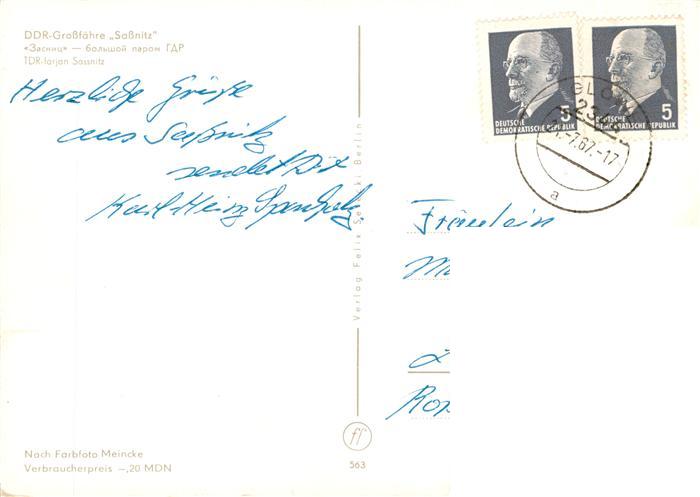 DDR-Großfähre „Saßnitz"
«Засниц» — большой паром ГДР
TDR-färjan Sassnitz
Herzliche Grüße
aus Saßnitz
sendet Dir
Karl-Heinz
Fräulein
Verlag Felix
Berlin
ff
563
Nach Farbfoto Meincke
Verbraucherpreis –,20 MDN
5
DEUTSCHE
DEMOKRATISCHE REPUBLIK
5
DEUTSCHE
DEMOKRATISCHE REPUBLIK
7.67.-17
a